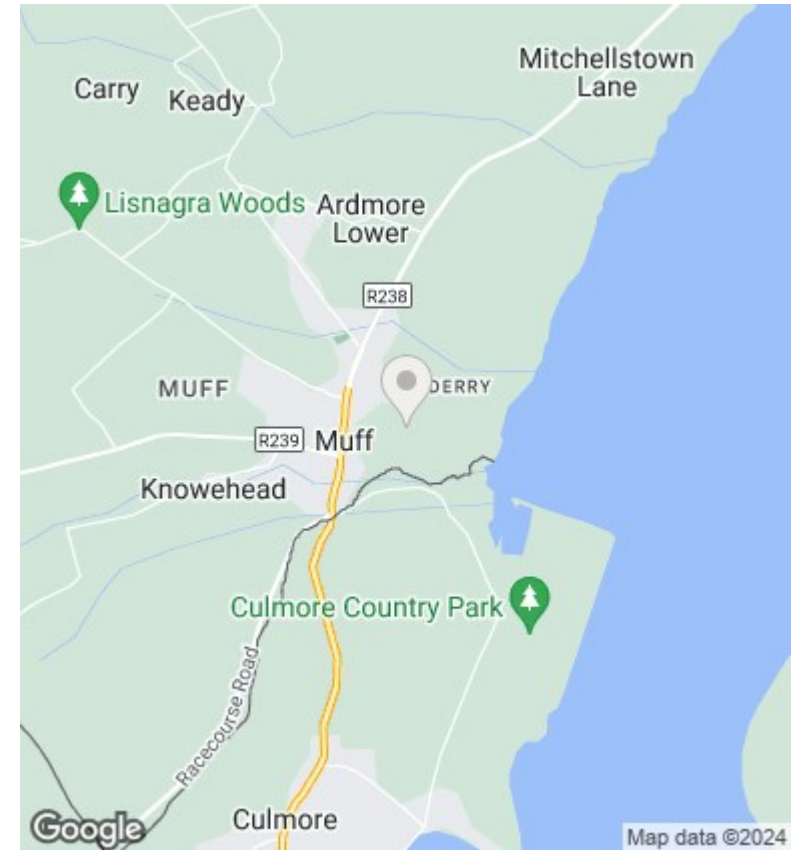 Mitchellstown
Lane
Carry
Keady
Lisnagra Woods
Ardmore
Lower
R238
MUFF
DERRY
R239
Muff
Knowehead
Culmore Country Park
Racecourse Road
Culmore
Google
Map data ©2024